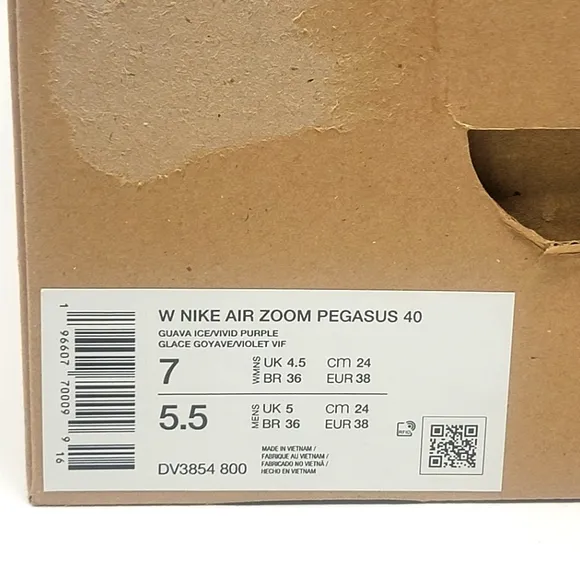 W NIKE AIR ZOOM PEGASUS 40
GUAVA ICE/VIVID PURPLE
GLACE GOYAVE/VIOLET VIF
7 WMNS UK 4.5 CM 24
BR 36 EUR 38
5.5 MENS UK 5 CM 24
BR 36 EUR 38
MADE IN VIETNAM /
FABRIQUE AU VIETNAM /
FABRICADO NO VIETNÃ /
HECHO EN VIETNAM
DV3854 800
RFID
1 96607 70009 9 16